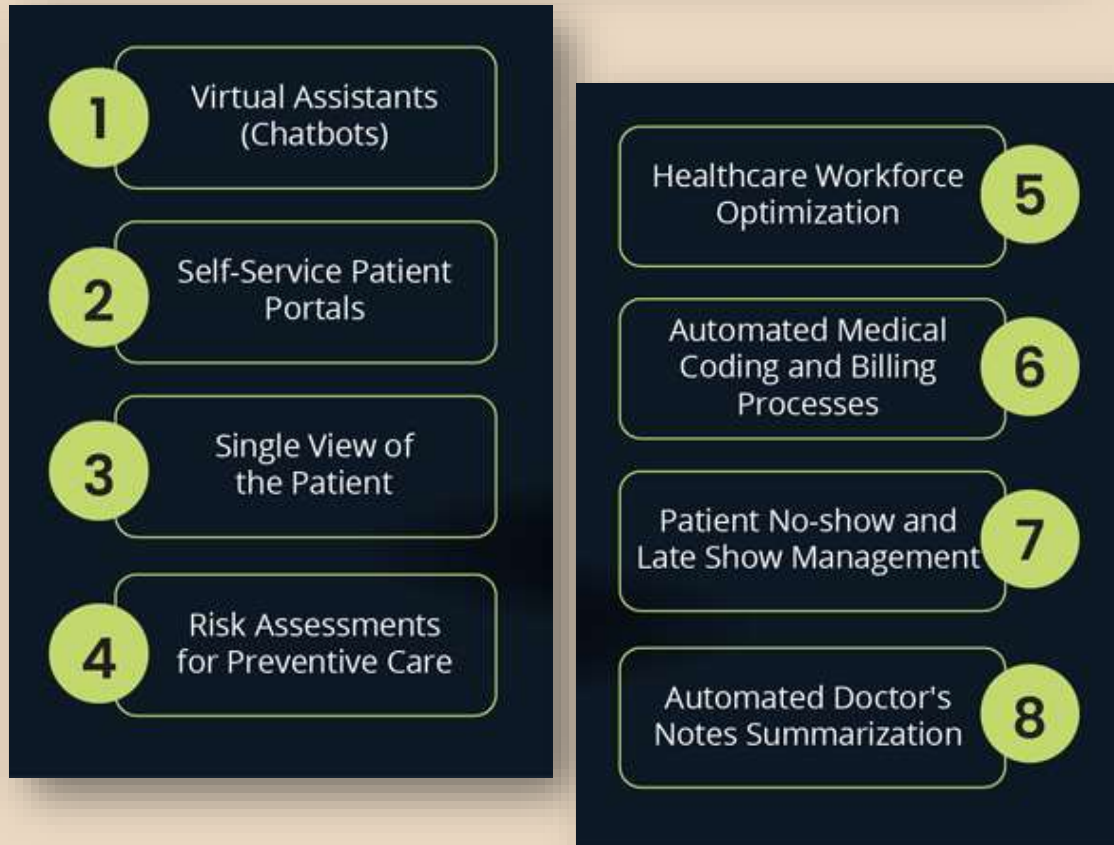 1
Virtual Assistants
(Chatbots)
2
Self-Service Patient
Portals
3
Single View of
the Patient
4
Risk Assessments
for Preventive Care
Healthcare Workforce
Optimization
5
Automated Medical
Coding and Billing
Processes
6
Patient No-show and
Late Show Management
7
Automated Doctor's
Notes Summarization
8